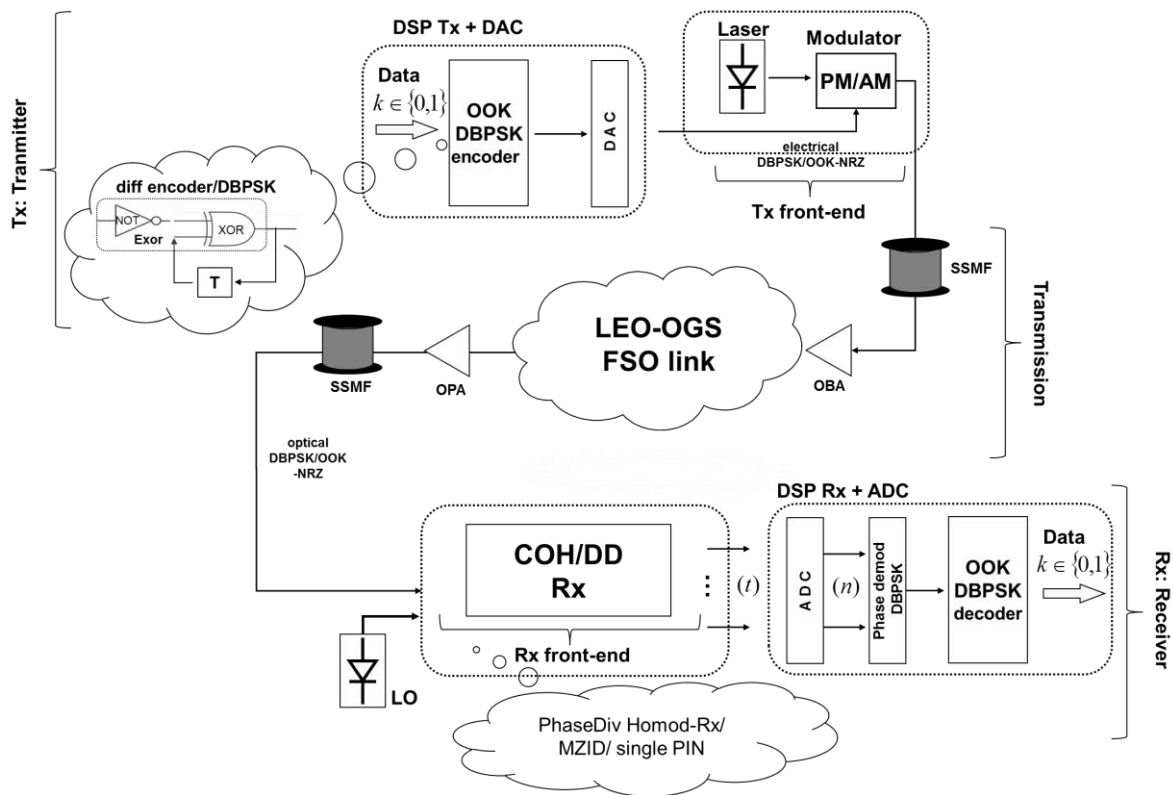 Tx: Tranmitter
DSP Tx + DAC
Data
k ∈ {0,1}
OOK
DBPSK
encoder
DAC
Laser
Modulator
PM/AM
electrical
DBPSK/OOK-NRZ
Tx front-end
diff encoder/DBPSK
NOT
Exor
XOR
T
SSMF
Transmission
LEO-OGS
FSO link
OBA
OPA
SSMF
optical
DBPSK/OOK
-NRZ
COH/DD
Rx
...
(t)
Rx front-end
LO
PhaseDiv Homod-Rx/
MZID/ single PIN
DSP Rx + ADC
ADC
(n)
Phase demod
DBPSK
OOK
DBPSK
decoder
Data
k ∈ {0,1}
Rx: Receiver